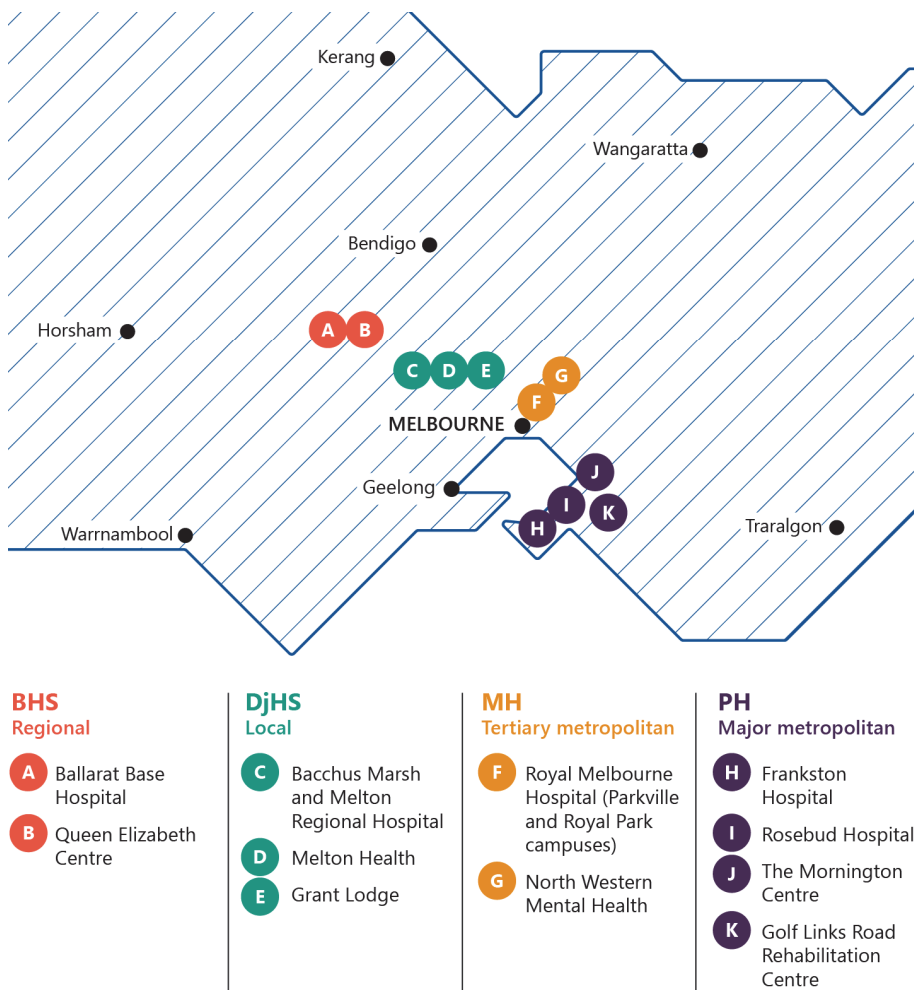 Kerang
Wangaratta
Bendigo
Horsham
A B
C D E
G
F
MELBOURNE
J
Geelong
I
K
H
Warrnambool
Traralgon
BHS
Regional
A Ballarat Base
Hospital
B Queen Elizabeth
Centre
DjHS
Local
C Bacchus Marsh
and Melton
Regional Hospital
D Melton Health
E Grant Lodge
MH
Tertiary metropolitan
F Royal Melbourne
Hospital (Parkville
and Royal Park
campuses)
G North Western
Mental Health
PH
Major metropolitan
H Frankston
Hospital
I Rosebud Hospital
J The Mornington
Centre
K Golf Links Road
Rehabilitation
Centre